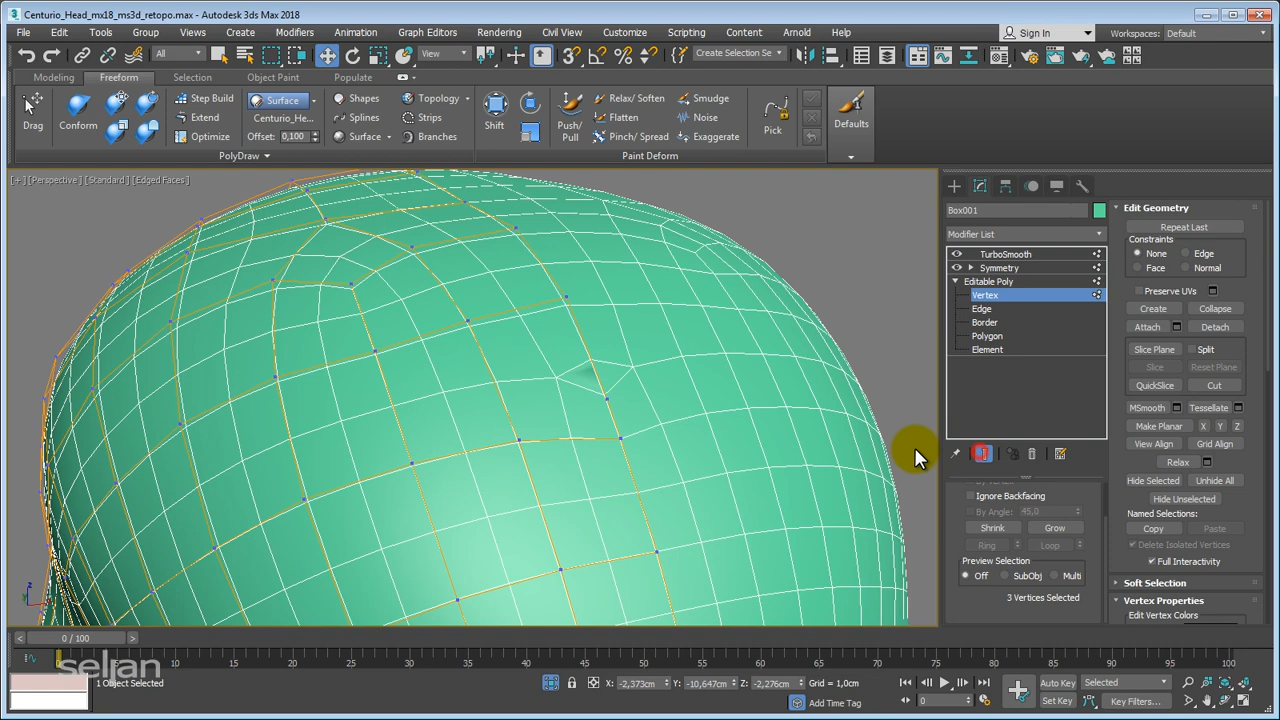 Centurio_Head_mx18_ms3d_retopo.max - Autodesk 3ds Max 2018
File Edit Tools Group Views Create Modifiers Animation Graph Editors Rendering Civil View Customize Scripting Content Arnold Help
Sign In Workspaces: Default
All View Create Selection Se
Modeling Freeform Selection Object Paint Populate
Step Build Surface Shapes Topology Relax/ Soften Smudge
Drag Conform Extend Centurio_He... Splines Strips Shift Push/ Pull Flatten Noise Pick Defaults
Optimize Offset: 0,100 Surface Branches Pinch/ Spread Exaggerate
PolyDraw Paint Deform
[+] [Perspective] [Standard] [Edged Faces]
Box001
Modifier List
TurboSmooth
Symmetry
Editable Poly
Vertex
Edge
Border
Polygon
Element
Ignore Backfacing
By Angle: 45,0
Shrink Grow
Ring Loop
Preview Selection
Off SubObj Multi
3 Vertices Selected
Edit Geometry
Repeat Last
Constraints
None Edge
Face Normal
Preserve UVs
Create Collapse
Attach Detach
Slice Plane Split
Slice Reset Plane
QuickSlice Cut
MSmooth Tessellate
Make Planar X Y Z
View Align Grid Align
Relax
Hide Selected Unhide All
Hide Unselected
Named Selections:
Copy Paste
Delete Isolated Vertices
Full Interactivity
Soft Selection
Vertex Properties
Edit Vertex Colors
z
0 / 100
5 10 15 20 25 30 35 40 45 50 55 60 65 70 75 80 85 90 95 100
selian
1 Object Selected X: -2,373cm Y: -10,647cm Z: -2,276cm Grid = 1,0cm
Add Time Tag
0
Auto Key Selected
Set Key Key Filters...